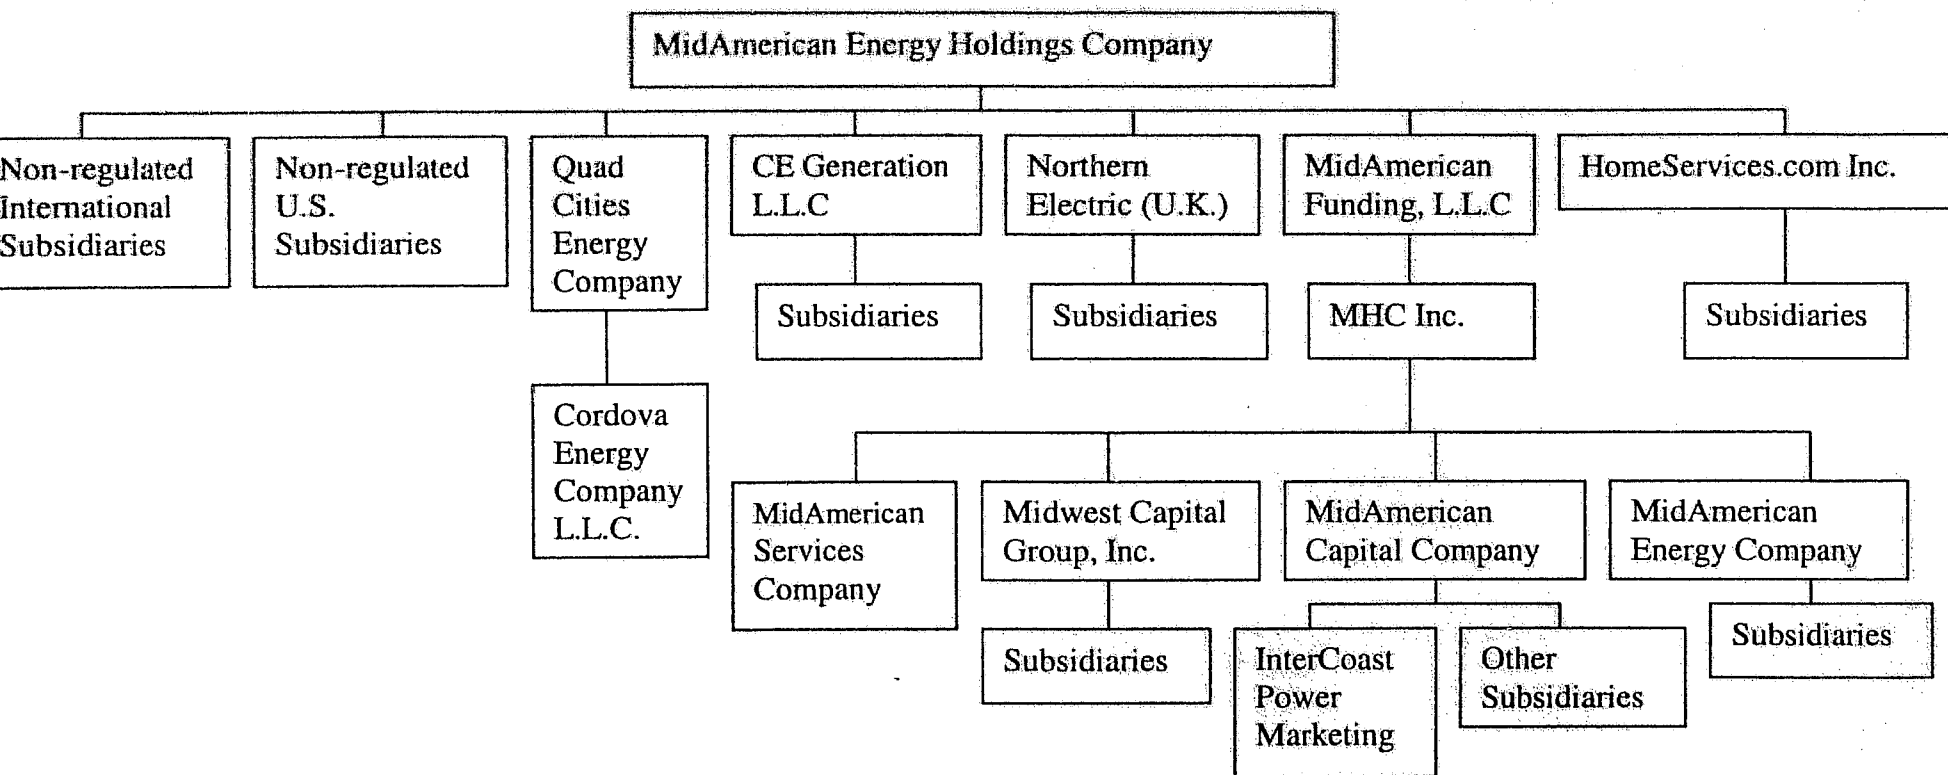 MidAmerican Energy Holdings Company
Non-regulated
International
Subsidiaries
Non-regulated
U.S.
Subsidiaries
Quad
Cities
Energy
Company
CE Generation
L.L.C
Northern
Electric (U.K.)
MidAmerican
Funding, L.L.C
HomeServices.com Inc.
Subsidiaries
Subsidiaries
MHC Inc.
Subsidiaries
Cordova
Energy
Company
L.L.C.
MidAmerican
Services
Company
Midwest Capital
Group, Inc.
MidAmerican
Capital Company
MidAmerican
Energy Company
Subsidiaries
InterCoast
Power
Marketing
Other
Subsidiaries
Subsidiaries